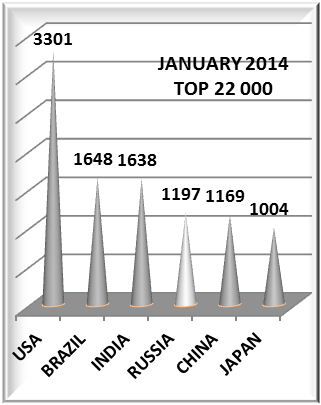 3301
JANUARY 2014
TOP 22 000
1648 1638
1197 1169
1004
USA
BRAZIL
INDIA
RUSSIA
CHINA
JAPAN